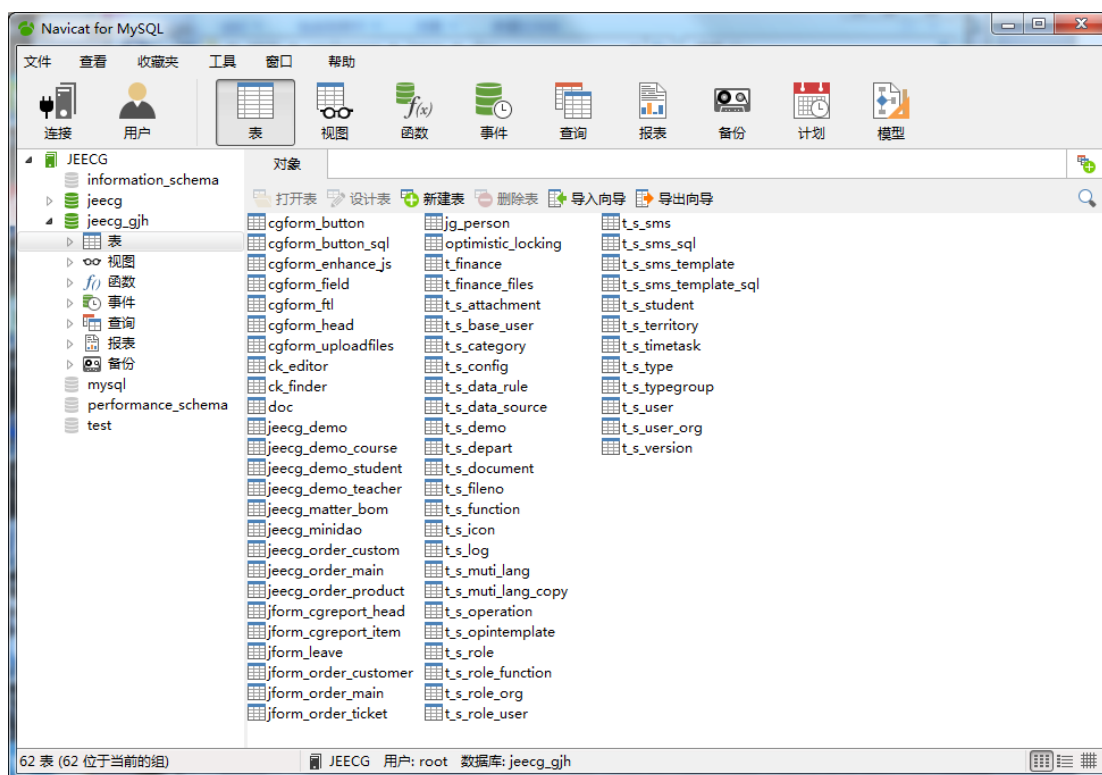 Navicat for MySQL
文件 查看 收藏夹 工具 窗口 帮助
连接 用户 表 视图 函数 事件 查询 报表 备份 计划 模型
JEECG
information_schema
jeecg
jeecg_gjh
表
视图
函数
事件
查询
报表
备份
mysql
performance_schema
test
对象
打开表 设计表 新建表 删除表 导入向导 导出向导
cgform_button
cgform_button_sql
cgform_enhance_js
cgform_field
cgform_ftl
cgform_head
cgform_uploadfiles
ck_editor
ck_finder
doc
jeecg_demo
jeecg_demo_course
jeecg_demo_student
jeecg_demo_teacher
jeecg_matter_bom
jeecg_minidao
jeecg_order_custom
jeecg_order_main
jeecg_order_product
jform_cgreport_head
jform_cgreport_item
jform_leave
jform_order_customer
jform_order_main
jform_order_ticket
jg_person
optimistic_locking
t_finance
t_finance_files
t_s_attachment
t_s_base_user
t_s_category
t_s_config
t_s_data_rule
t_s_data_source
t_s_demo
t_s_depart
t_s_document
t_s_fileno
t_s_function
t_s_icon
t_s_log
t_s_muti_lang
t_s_muti_lang_copy
t_s_operation
t_s_opintemplate
t_s_role
t_s_role_function
t_s_role_org
t_s_role_user
t_s_sms
t_s_sms_sql
t_s_sms_template
t_s_sms_template_sql
t_s_student
t_s_territory
t_s_timetask
t_s_type
t_s_typegroup
t_s_user
t_s_user_org
t_s_version
62 表 (62 位于当前的组) JEECG 用户: root 数据库: jeecg_gjh